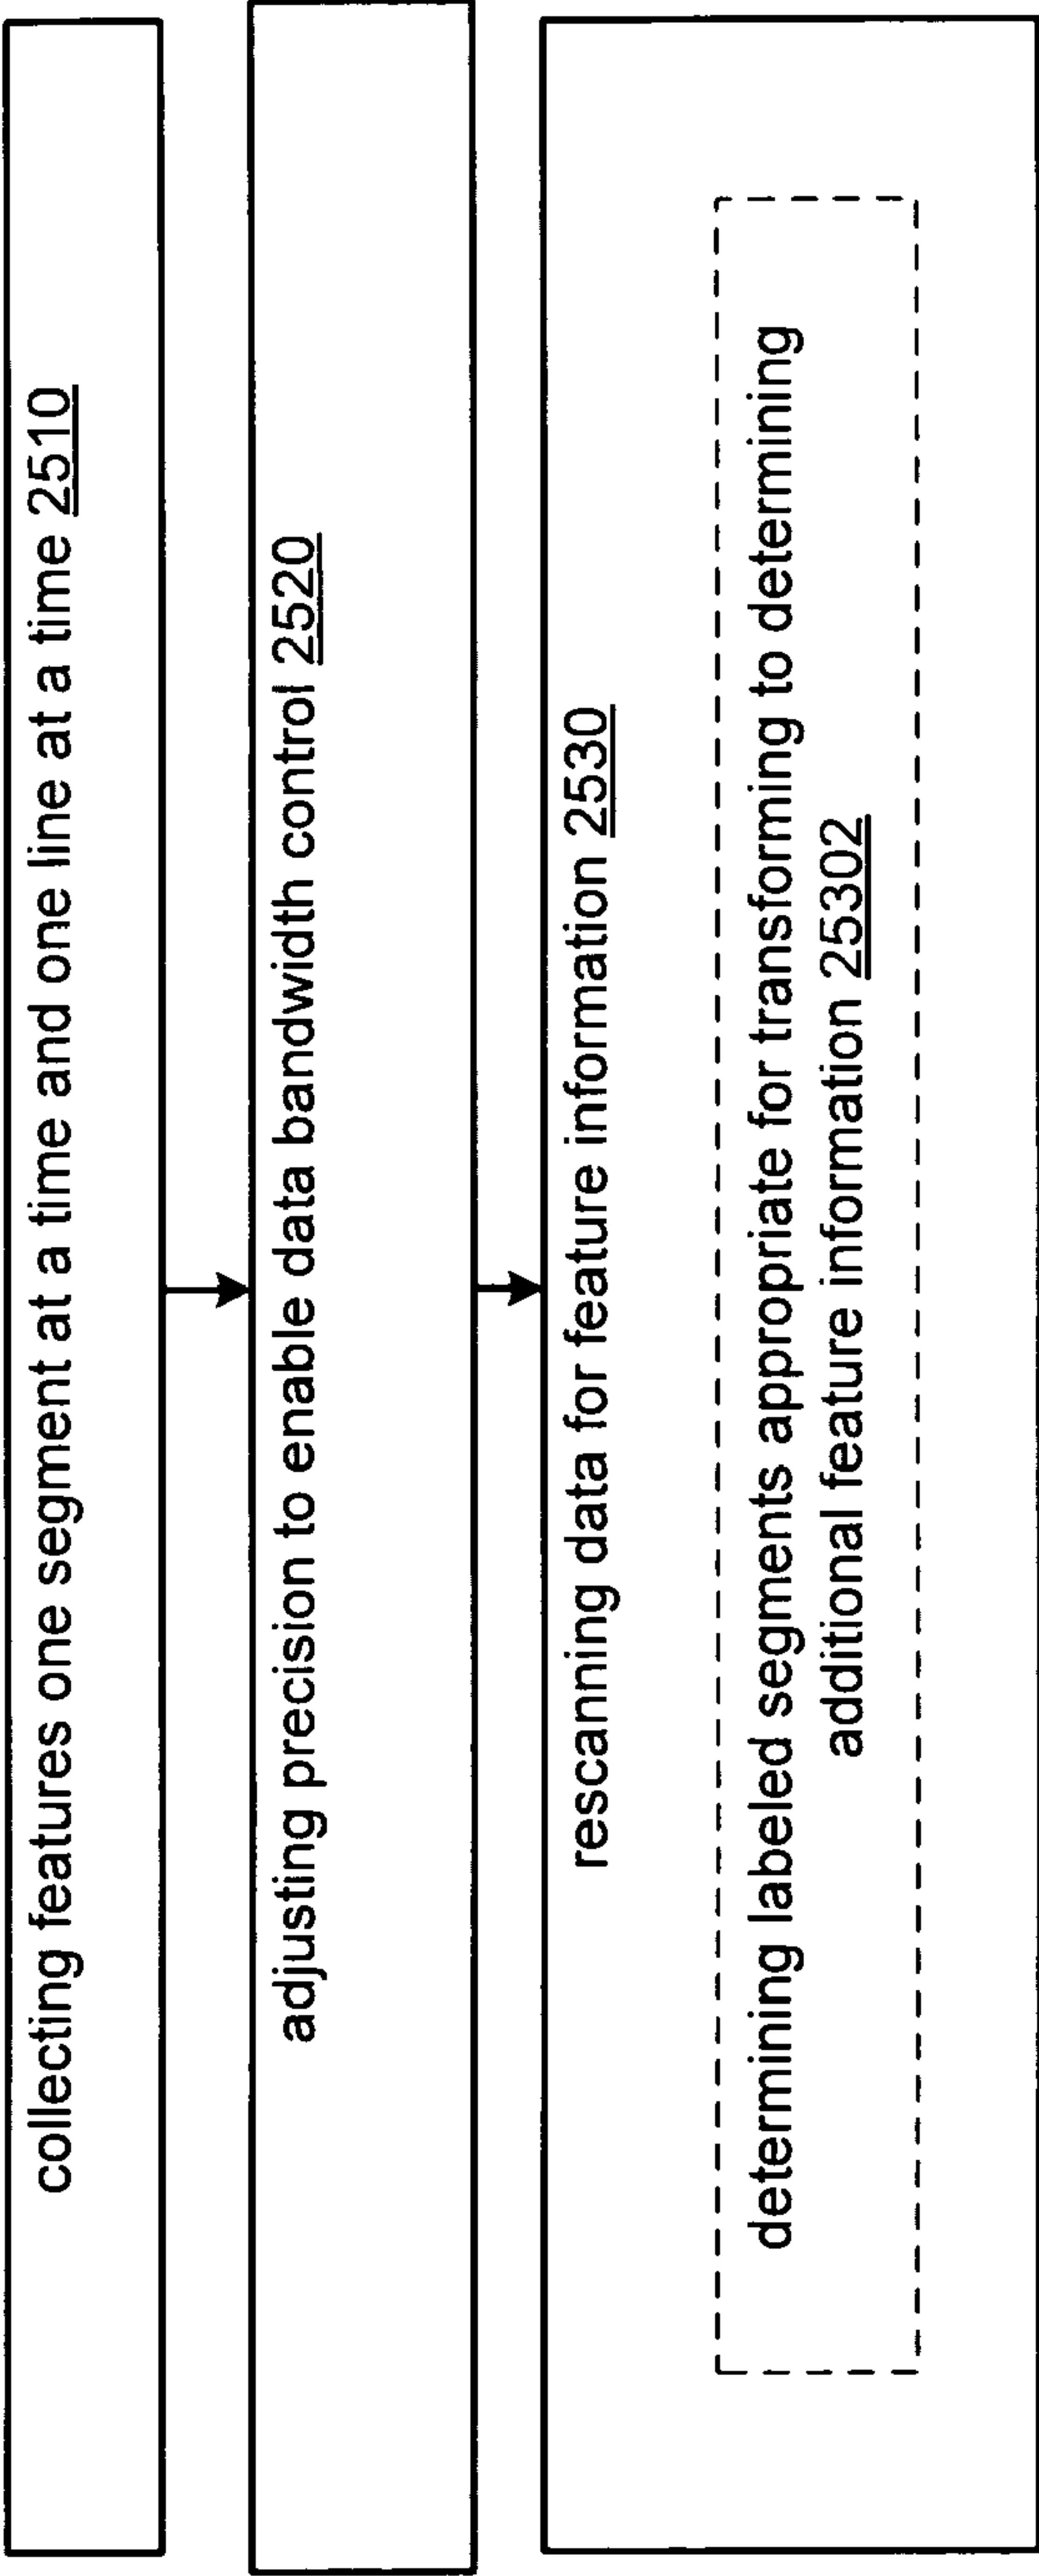 collecting features one segment at a time and one line at a time 2510
adjusting precision to enable data bandwidth control 2520
rescanning data for feature information 2530
determining labeled segments appropriate for transforming to determining
additional feature information 25302